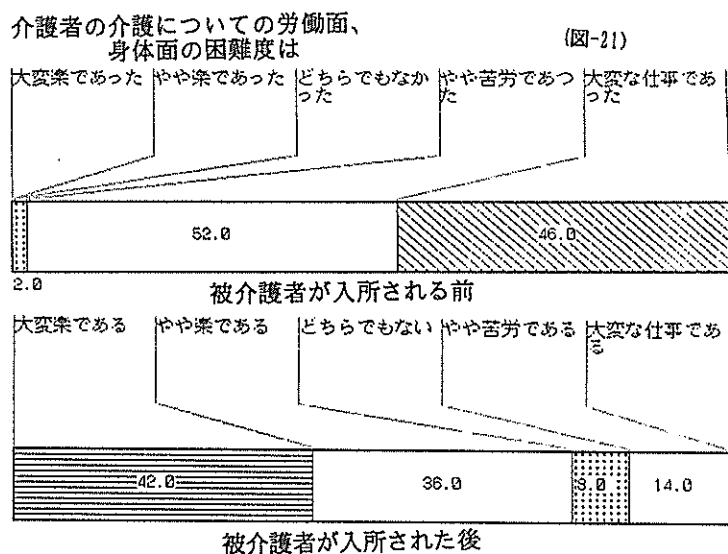 介護者の介護についての労働面、
身体面の困難度は
(図-21)
大変楽であった
やや楽であった
どちらでもなか
った
やや苦労であつ
た
大変な仕事であ
った
52.0
46.0
2.0
被介護者が入所される前
大変楽である
やや楽である
どちらでもない
やや苦労である
大変な仕事であ
る
42.0
36.0
8.0
14.0
被介護者が入所された後